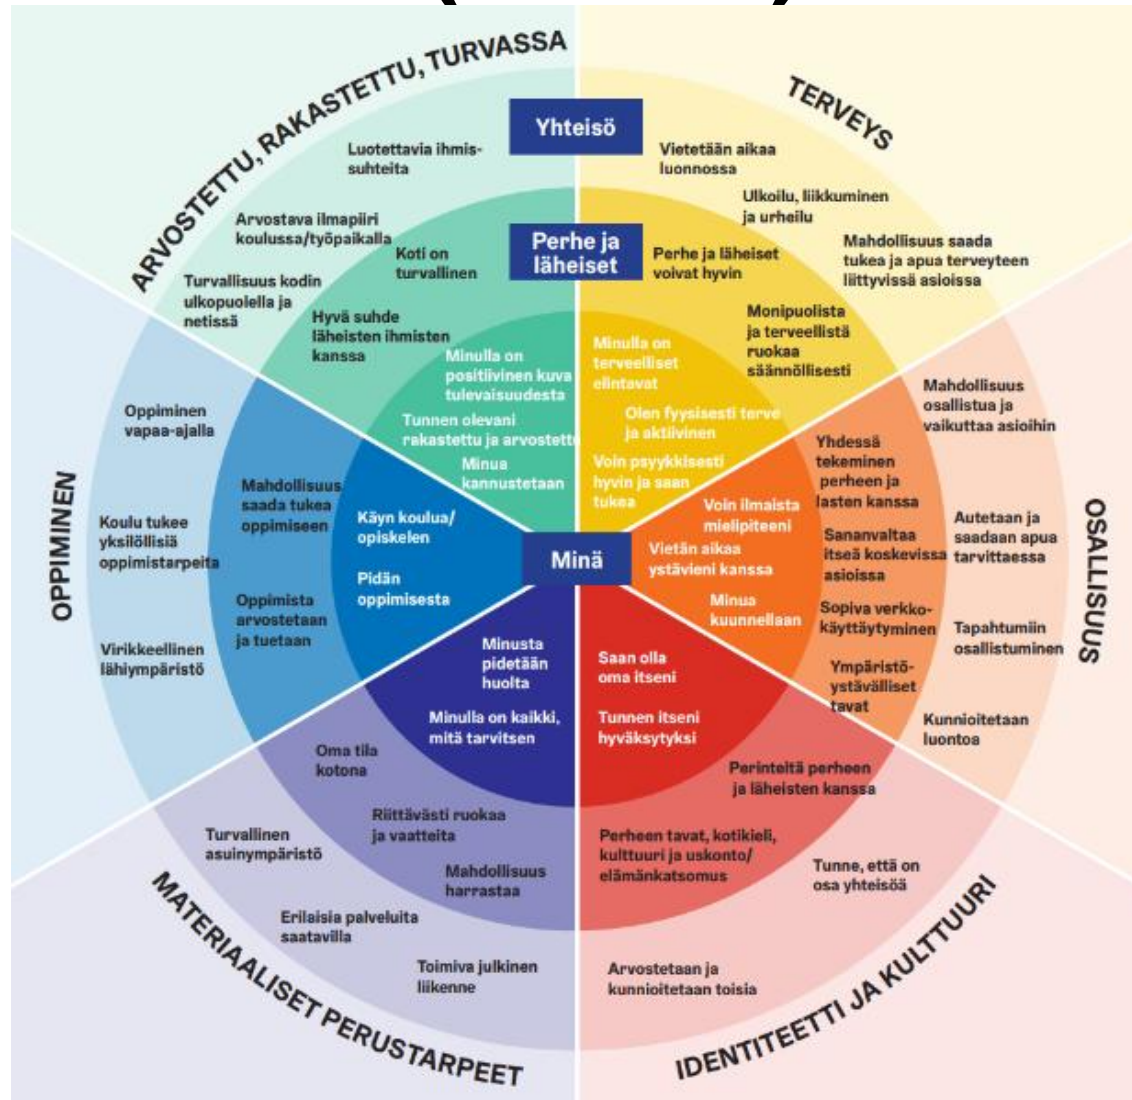 ARVOSTETTU, RAKASTETTU, TURVASSA
Yhteisö
Luotettavia ihmis-
suhteita
Arvostava ilmapiiri
koulussa/työpaikalla
Turvallisuus kodin
ulkopuolella ja
netissä
Perhe ja
läheiset
Koti on
turvallinen
Hyvä suhde
läheisten ihmisten
kanssa
Minulla on
positiivinen kuva
tulevaisuudesta
Tunnen olevani
rakastettu ja arvostettu
Minua
kannustetaan
TERVEYS
Vietetään aikaa
luonnossa
Ulkoilu, liikkuminen
ja urheilu
Mahdollisuus saada
tukea ja apua terveyteen
liittyvissä asioissa
Perhe ja läheiset
voivat hyvin
Monipuolista
ja terveellistä
ruokaa
säännöllisesti
Minulla on
terveelliset
elintavat
Olen fyysisesti terve
ja aktiivinen
Voin psyykkisesti
hyvin ja saan
tukea
OSALLISUUS
Mahdollisuus
osallistua ja
vaikuttaa asioihin
Autetaan ja
saadaan apua
tarvittaessa
Tapahtumiin
osallistuminen
Kunnioitetaan
luontoa
Yhdessä
tekeminen
perheen ja
lasten kanssa
Sananvaltaa
itseä koskevissa
asioissa
Sopiva verkko-
käyttäytyminen
Ympäristö-
ystävälliset
tavat
Voin ilmaista
mielipiteeni
Vietän aikaa
ystävieni kanssa
Minua
kuunnellaan
Minä
OPPIMINEN
Oppiminen
vapaa-ajalla
Koulu tukee
yksilöllisiä
oppimistarpeita
Virikkeellinen
lähiympäristö
Mahdollisuus
saada tukea
oppimiseen
Oppimista
arvostetaan
ja tuetaan
Käyn koulua/
opiskelen
Pidän
oppimisesta
Minusta
pidetään
huolta
Minulla on kaikki,
mitä tarvitsen
Oma tila
kotona
Riittävästi ruokaa
ja vaatteita
Mahdollisuus
harrastaa
Turvallinen
asuinympäristö
Erilaisia palveluita
saatavilla
Toimiva julkinen
liikenne
MATERIAALISET PERUSTARPEET
Saan olla
oma itseni
Tunnen itseni
hyväksytyksi
Perinteitä perheen
ja läheisten kanssa
Perheen tavat, kotikieli,
kulttuuri ja uskonto/
elämänkatsomus
Tunne, että on
osa yhteisöä
Arvostetaan ja
kunnioitetaan toisia
IDENTITEETTI JA KULTTUURI